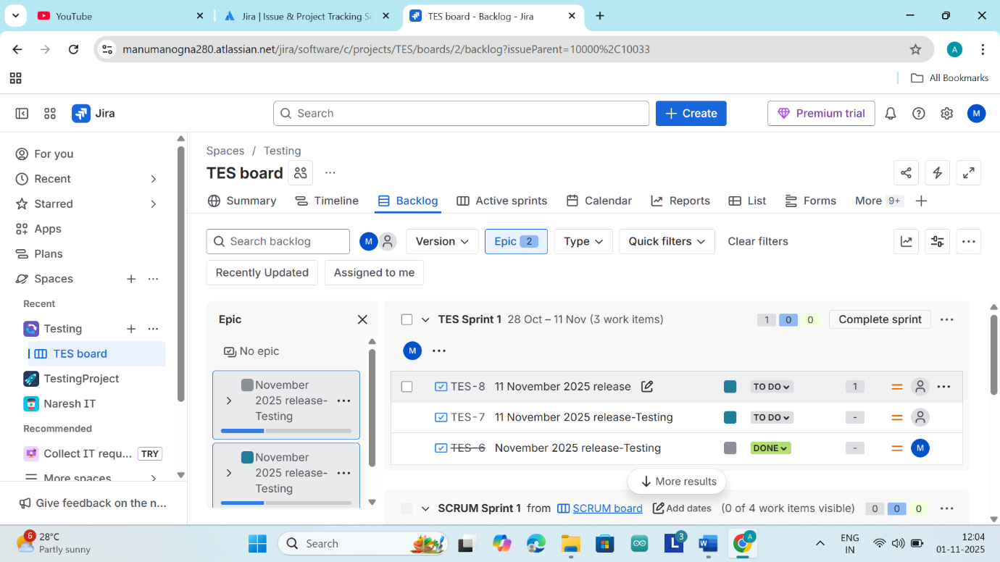 YouTube
Jira | Issue & Project Tracking So
TES board - Backlog - Jira
manumanogna280.atlassian.net/jira/software/c/projects/TES/boards/2/backlog?issueParent=10000%2C10033
A
All Bookmarks
Jira
Search
+ Create
Premium trial
M
For you
Recent
Starred
Apps
Plans
Spaces
Recent
Testing
TES board
TestingProject
Naresh IT
Recommended
Collect IT requ... TRY
More spaces
Give feedback on the n...
Spaces / Testing
TES board
Summary Timeline Backlog Active sprints Calendar Reports List Forms More 9+
Search backlog
M
Version
Epic 2
Type
Quick filters
Clear filters
Recently Updated
Assigned to me
Epic
No epic
November
2025 release-
Testing
November
2025 release-
Testing
TES Sprint 1 28 Oct – 11 Nov (3 work items) 1 0 0 Complete sprint
M
TES-8 11 November 2025 release TO DO 1
TES-7 11 November 2025 release-Testing TO DO -
TES-6 November 2025 release-Testing DONE - M
More results
SCRUM Sprint 1 from SCRUM board Add dates (0 of 4 work items visible) 0 0 0
6
28°C
Partly sunny
Search
L 3
W
A
ENG
IN
12:04
01-11-2025